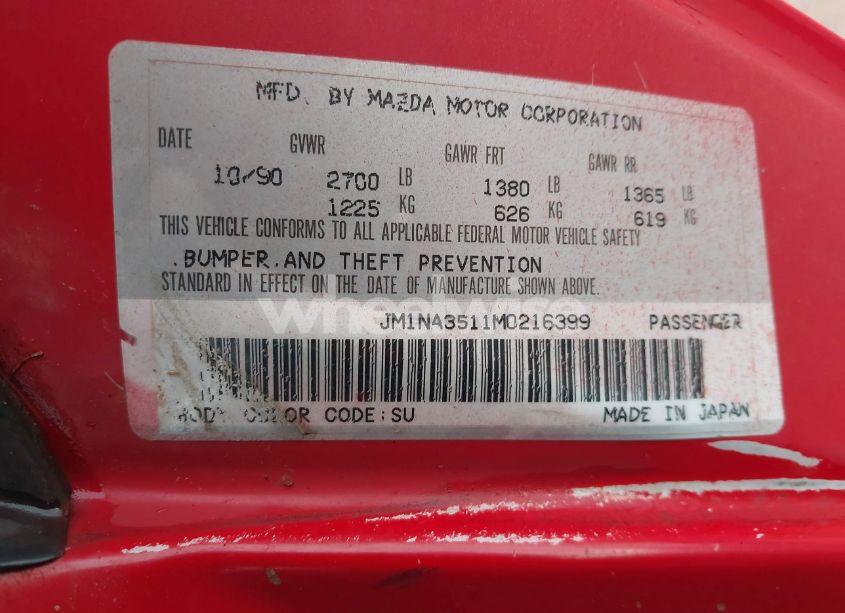 MFD. BY MAZDA MOTOR CORPORATION
DATE GVWR GAWR FRT GAWR RR
10/90 2700 LB 1380 LB 1365 LB
1225 KG 626 KG 619 KG
THIS VEHICLE CONFORMS TO ALL APPLICABLE FEDERAL MOTOR VEHICLE SAFETY
.BUMPER.AND THEFT PREVENTION
STANDARD IN EFFECT ON THE DATE OF MANUFACTURE SHOWN ABOVE.
wheelwise
JM1NA3511M0216399 PASSENGER
BODY COLOR CODE:SU MADE IN JAPAN